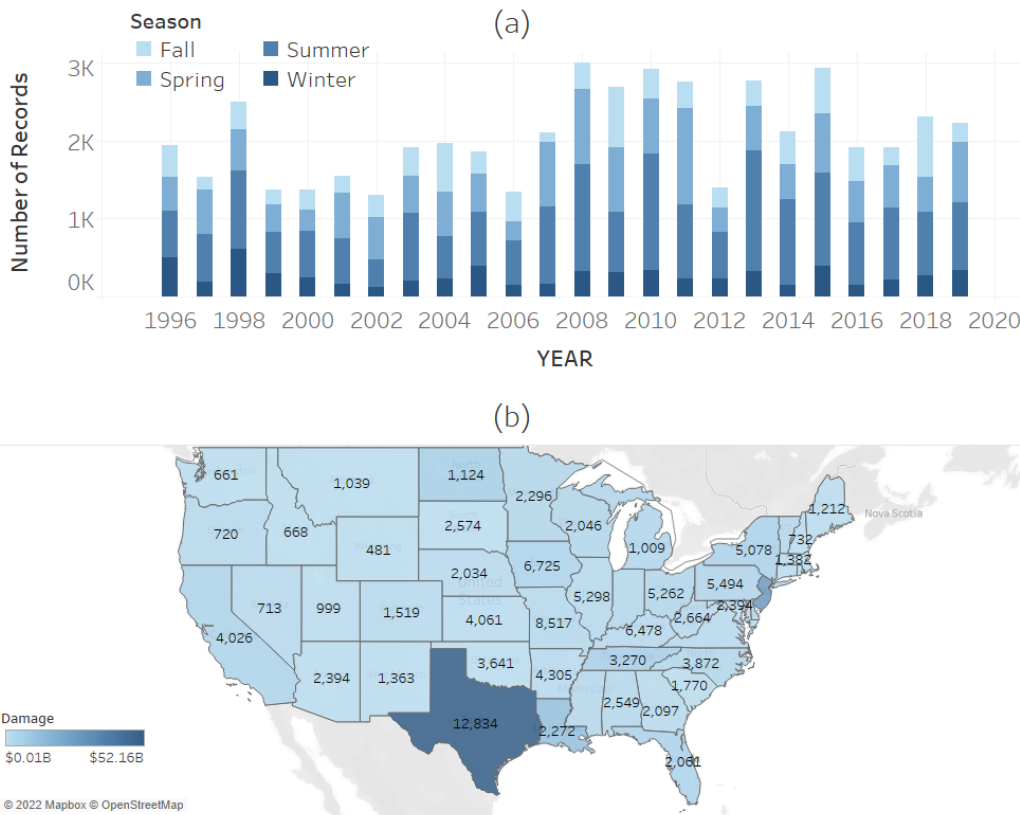 (a)
Season
Fall
Summer
Spring
Winter
Number of Records
3K
2K
1K
0K
1996 1998 2000 2002 2004 2006 2008 2010 2012 2014 2016 2018 2020
YEAR
(b)
661
1,039
1,124
2,296
1,212
Nova Scotia
720
668
2,574
2,046
732
481
1,009
5,078
1,382
2,034
6,725
5,494
United
States
713
999
1,519
5,298
5,262
2,394
4,061
8,517
2,664
4,026
6,478
3,641
3,270
3,872
2,394
1,363
4,305
1,770
2,549
2,097
12,834
2,272
2,061
Damage
$0.01B
$52.16B
© 2022 Mapbox © OpenStreetMap